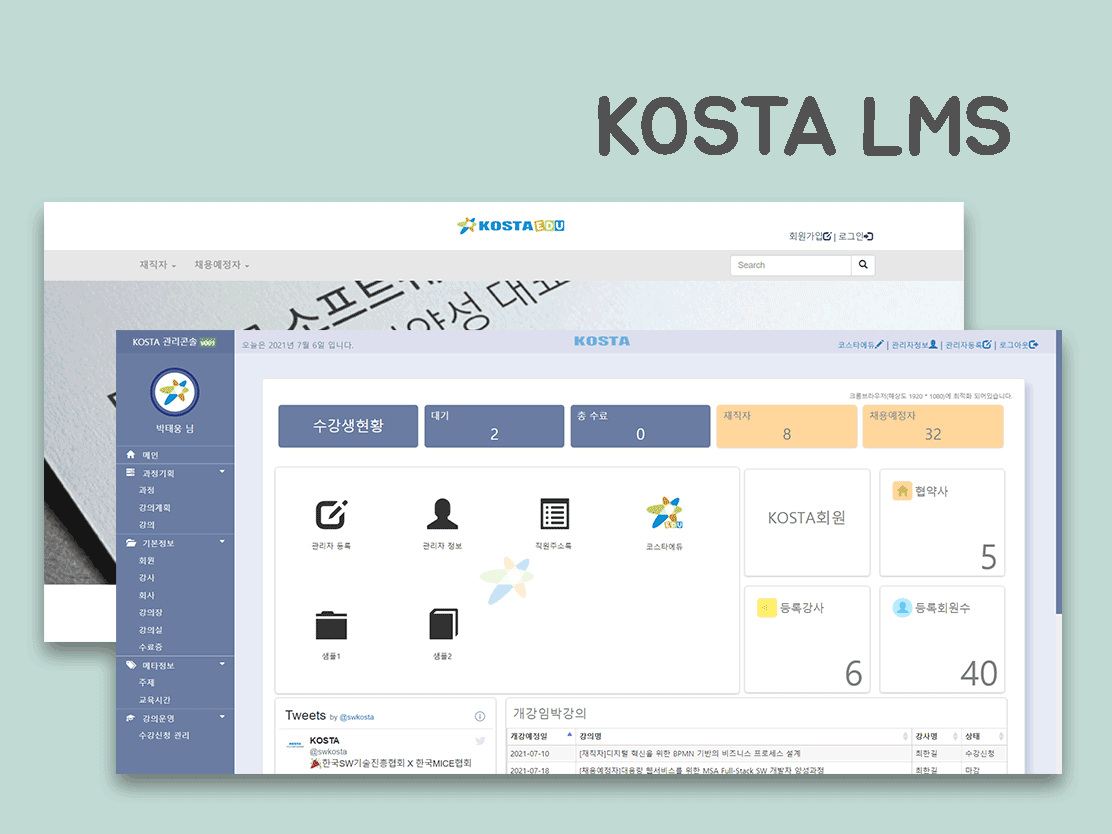 KOSTA LMS
KOSTA EDU
회원가입 | 로그인
재직자 채용예정자
Search
소프트
양성 대표
KOSTA 관리콘솔 v001
오늘은 2021년 7월 6일 입니다.
KOSTA
코스타에듀 | 관리자정보 | 관리자등록 | 로그아웃
박태웅 님
메인
과정기획
과정
강의계획
강의
기본정보
회원
강사
회사
강의장
강의실
수료증
메타정보
주제
교육시간
강의운영
수강신청 관리
크롬브라우저(해상도 1920 * 1080)에 최적화 되어있습니다.
수강생현황
대기
2
총 수료
0
재직자
8
채용예정자
32
관리자 등록
관리자 정보
직원주소록
EDU
코스타에듀
샘플1
샘플2
KOSTA회원
협약사
5
등록강사
6
등록회원수
40
Tweets by @swkosta
KOSTA
@swkosta
한국SW기술진흥협회 X 한국MICE협회
개강임박강의
개강예정일 강의명 강사명 상태
2021-07-10 [재직자]디지털 혁신을 위한 BPMN 기반의 비즈니스 프로세스 설계 최한길 수강신청
2021-07-18 [채용예정자]대용량 웹서비스를 위한 MSA Full-Stack SW 개발자 양성과정 최한길 마감